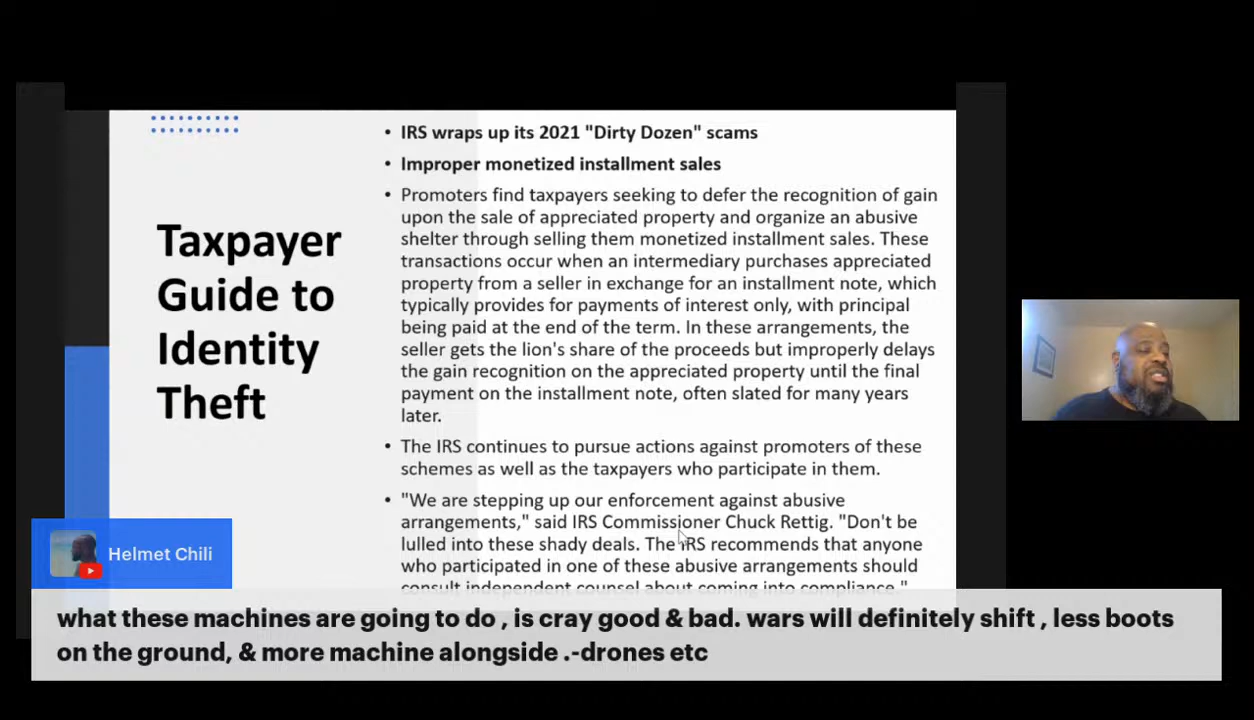 Taxpayer
Guide to
Identity
Theft
• IRS wraps up its 2021 "Dirty Dozen" scams
• Improper monetized installment sales
• Promoters find taxpayers seeking to defer the recognition of gain
upon the sale of appreciated property and organize an abusive
shelter through selling them monetized installment sales. These
transactions occur when an intermediary purchases appreciated
property from a seller in exchange for an installment note, which
typically provides for payments of interest only, with principal
being paid at the end of the term. In these arrangements, the
seller gets the lion's share of the proceeds but improperly delays
the gain recognition on the appreciated property until the final
payment on the installment note, often slated for many years
later.
• The IRS continues to pursue actions against promoters of these
schemes as well as the taxpayers who participate in them.
• "We are stepping up our enforcement against abusive
arrangements," said IRS Commissioner Chuck Rettig. "Don't be
lulled into these shady deals. The IRS recommends that anyone
who participated in one of these abusive arrangements should
consult independent counsel about coming into compliance."
Helmet Chili
what these machines are going to do , is cray good & bad. wars will definitely shift , less boots
on the ground, & more machine alongside .-drones etc